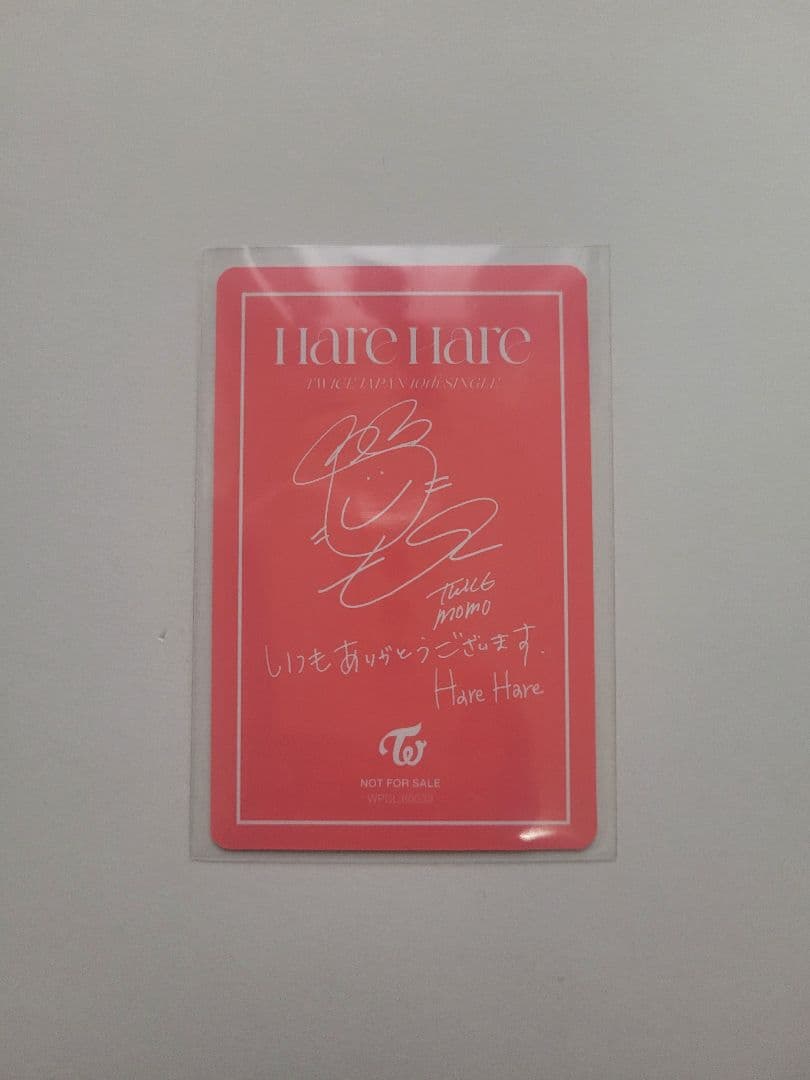 Hare Hare
TWICE JAPAN 10th SINGLE
TWICE
MOMO
いつもありがとうございます.
Hare Hare
TW
NOT FOR SALE